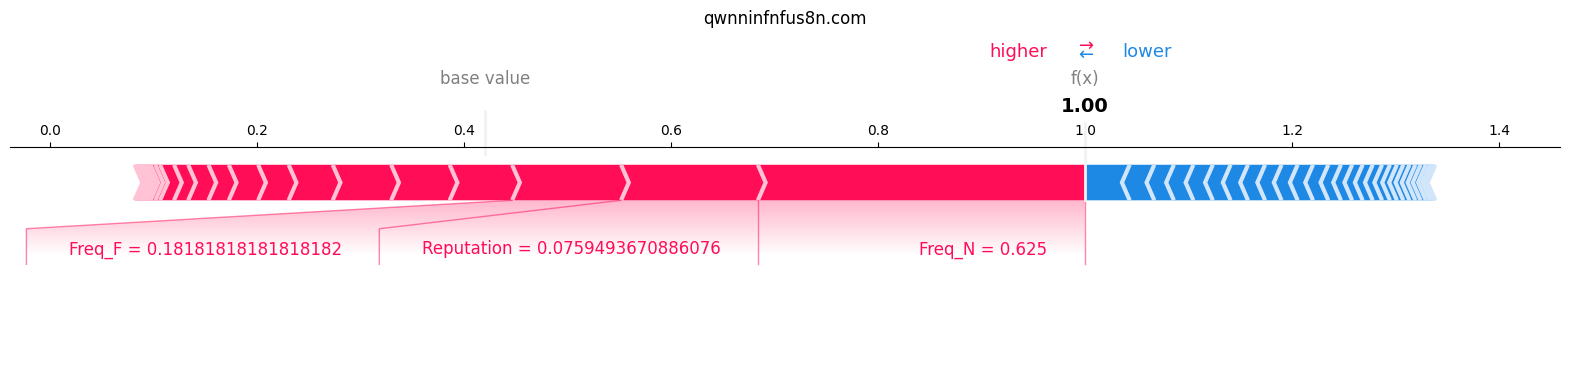 qwnninfnfus8n.com
higher ⇄ lower
base value
f(x)
1.00
0.0 0.2 0.4 0.6 0.8 1.0 1.2 1.4
Freq_F = 0.18181818181818182
Reputation = 0.0759493670886076
Freq_N = 0.625